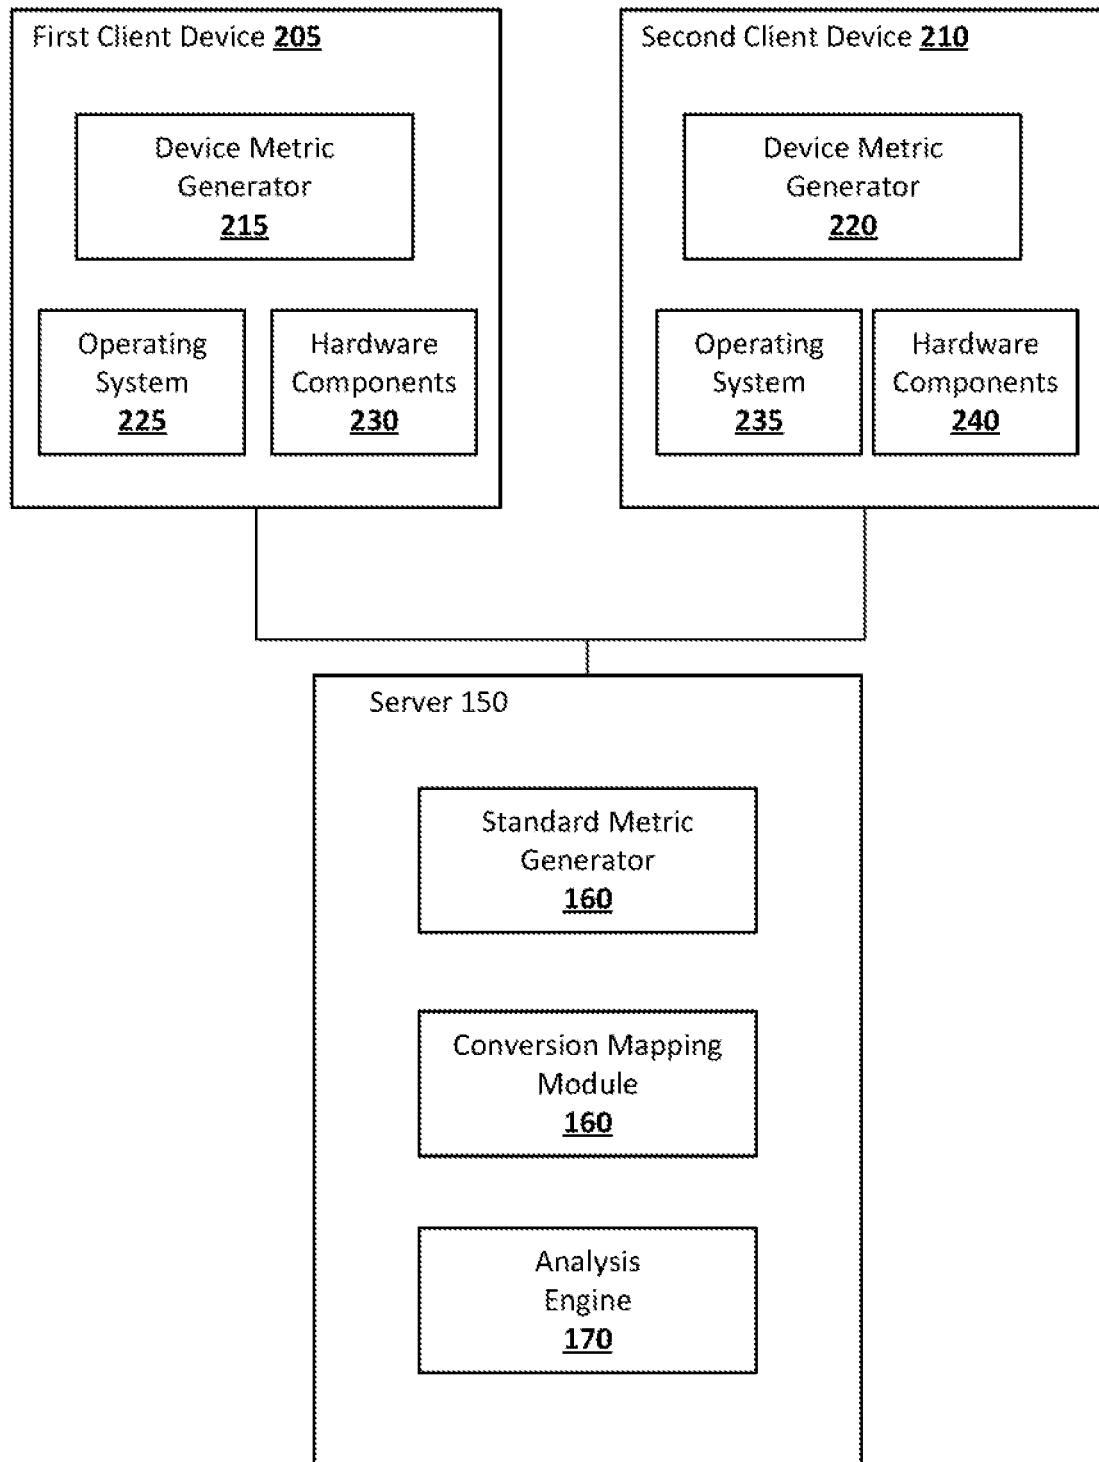 First Client Device 205
Device Metric
Generator
215
Operating
System
225
Hardware
Components
230
Second Client Device 210
Device Metric
Generator
220
Operating
System
235
Hardware
Components
240
Server 150
Standard Metric
Generator
160
Conversion Mapping
Module
160
Analysis
Engine
170